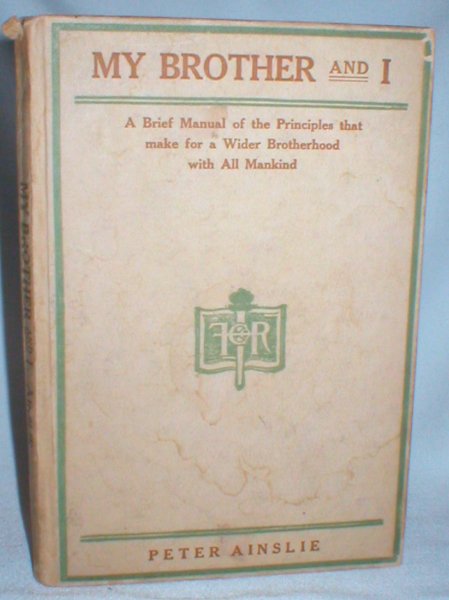 MY BROTHER AND I
A Brief Manual of the Principles that
make for a Wider Brotherhood
with All Mankind
PETER AINSLIE
MY BROTHER AND I